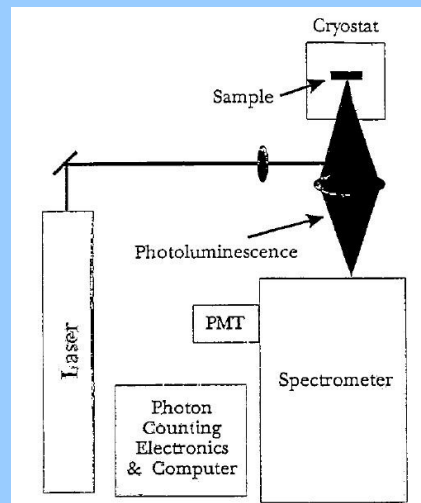 Cryostat
Sample
Photoluminescence
Laser
PMT
Spectrometer
Photon
Counting
Electronics
& Computer